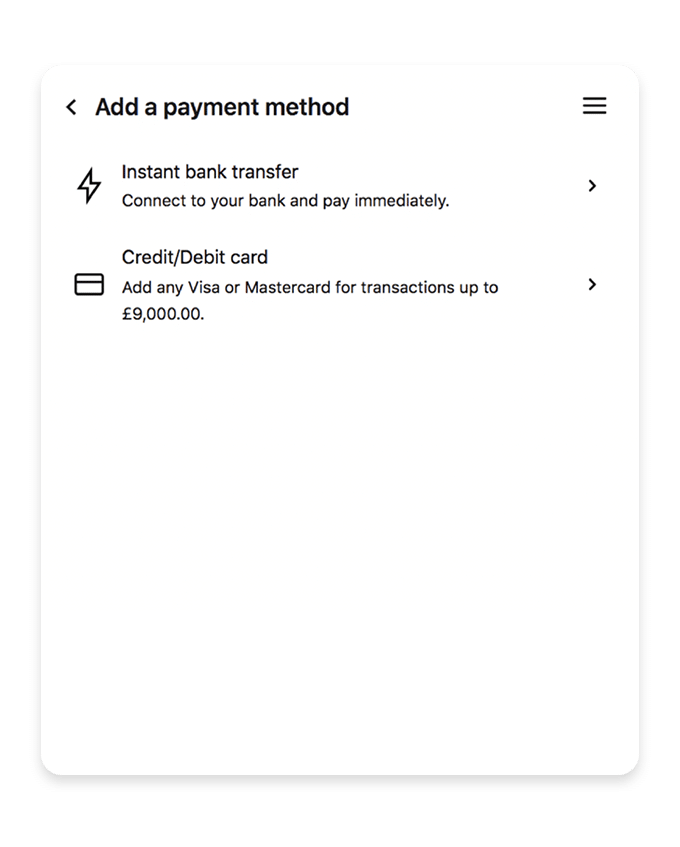 Add a payment method
Instant bank transfer
Connect to your bank and pay immediately.
Credit/Debit card
Add any Visa or Mastercard for transactions up to
£9,000.00.